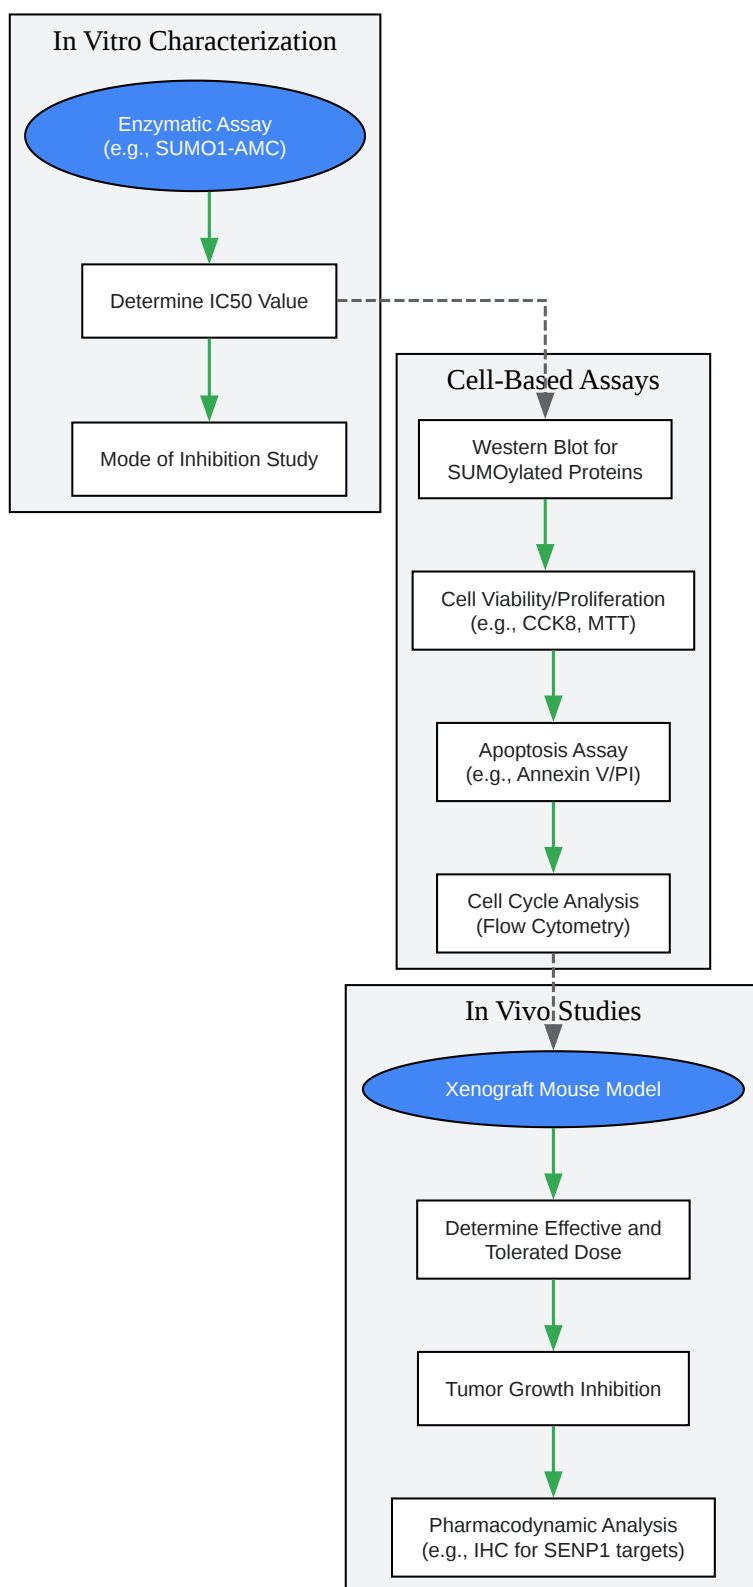 In Vitro Characterization
Enzymatic Assay
(e.g., SUMO1-AMC)
Determine IC50 Value
Mode of Inhibition Study
Cell-Based Assays
Western Blot for
SUMOylated Proteins
Cell Viability/Proliferation
(e.g., CCK8, MTT)
Apoptosis Assay
(e.g., Annexin V/PI)
Cell Cycle Analysis
(Flow Cytometry)
In Vivo Studies
Xenograft Mouse Model
Determine Effective and
Tolerated Dose
Tumor Growth Inhibition
Pharmacodynamic Analysis
(e.g., IHC for SENP1 targets)